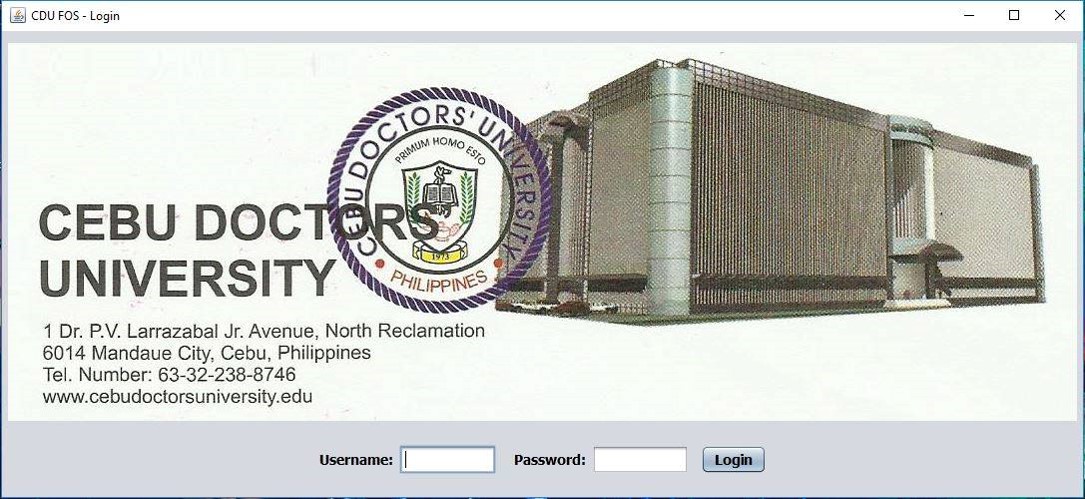 CDU FOS - Login
CEBU DOCTORS' UNIVERSITY
PRIMUM HOMO ESTO
1973
PHILIPPINES
CEBU DOCTORS
UNIVERSITY
1 Dr. P.V. Larrazabal Jr. Avenue, North Reclamation
6014 Mandaue City, Cebu, Philippines
Tel. Number: 63-32-238-8746
www.cebudoctorsuniversity.edu
Username:
Password:
Login